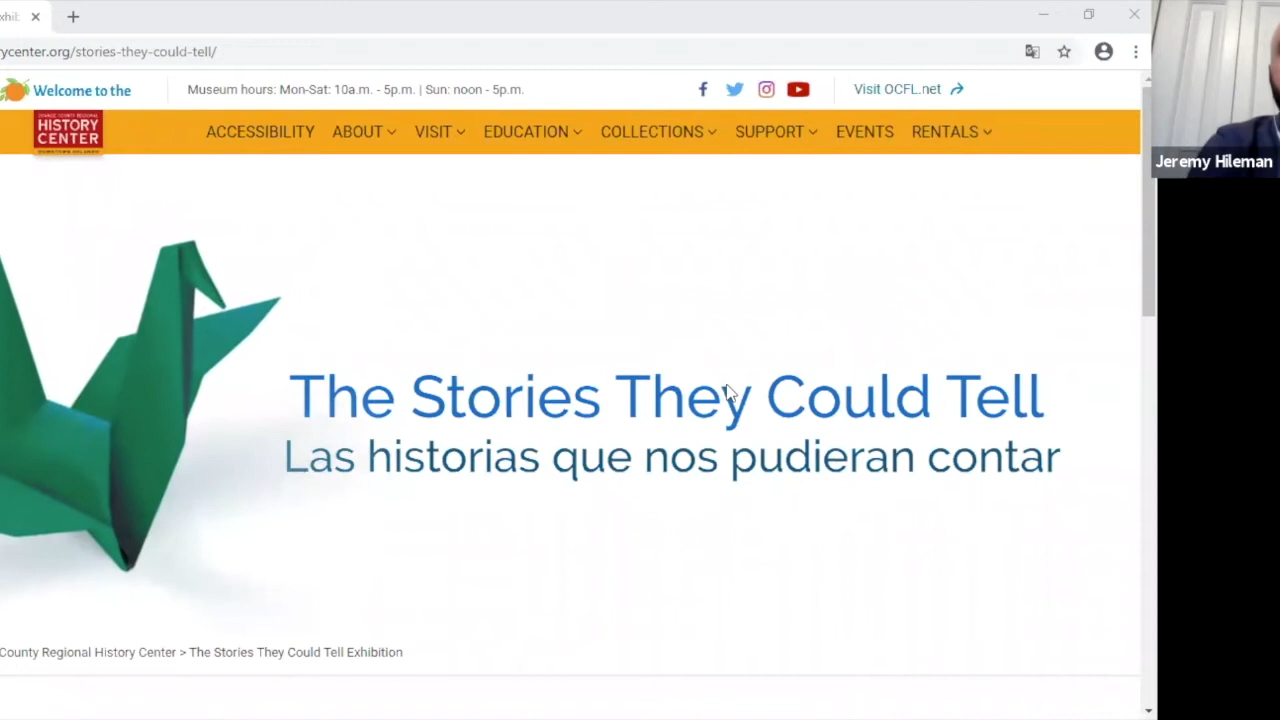 xhib
ycenter.org/stories-they-could-tell/
Welcome to the
Museum hours: Mon-Sat: 10a.m. - 5p.m. | Sun: noon - 5p.m.
Visit OCFL.net
HISTORY
CENTER
ACCESSIBILITY ABOUT VISIT EDUCATION COLLECTIONS SUPPORT EVENTS RENTALS
Jeremy Hileman
The Stories They Could Tell
Las historias que nos pudieran contar
County Regional History Center > The Stories They Could Tell Exhibition